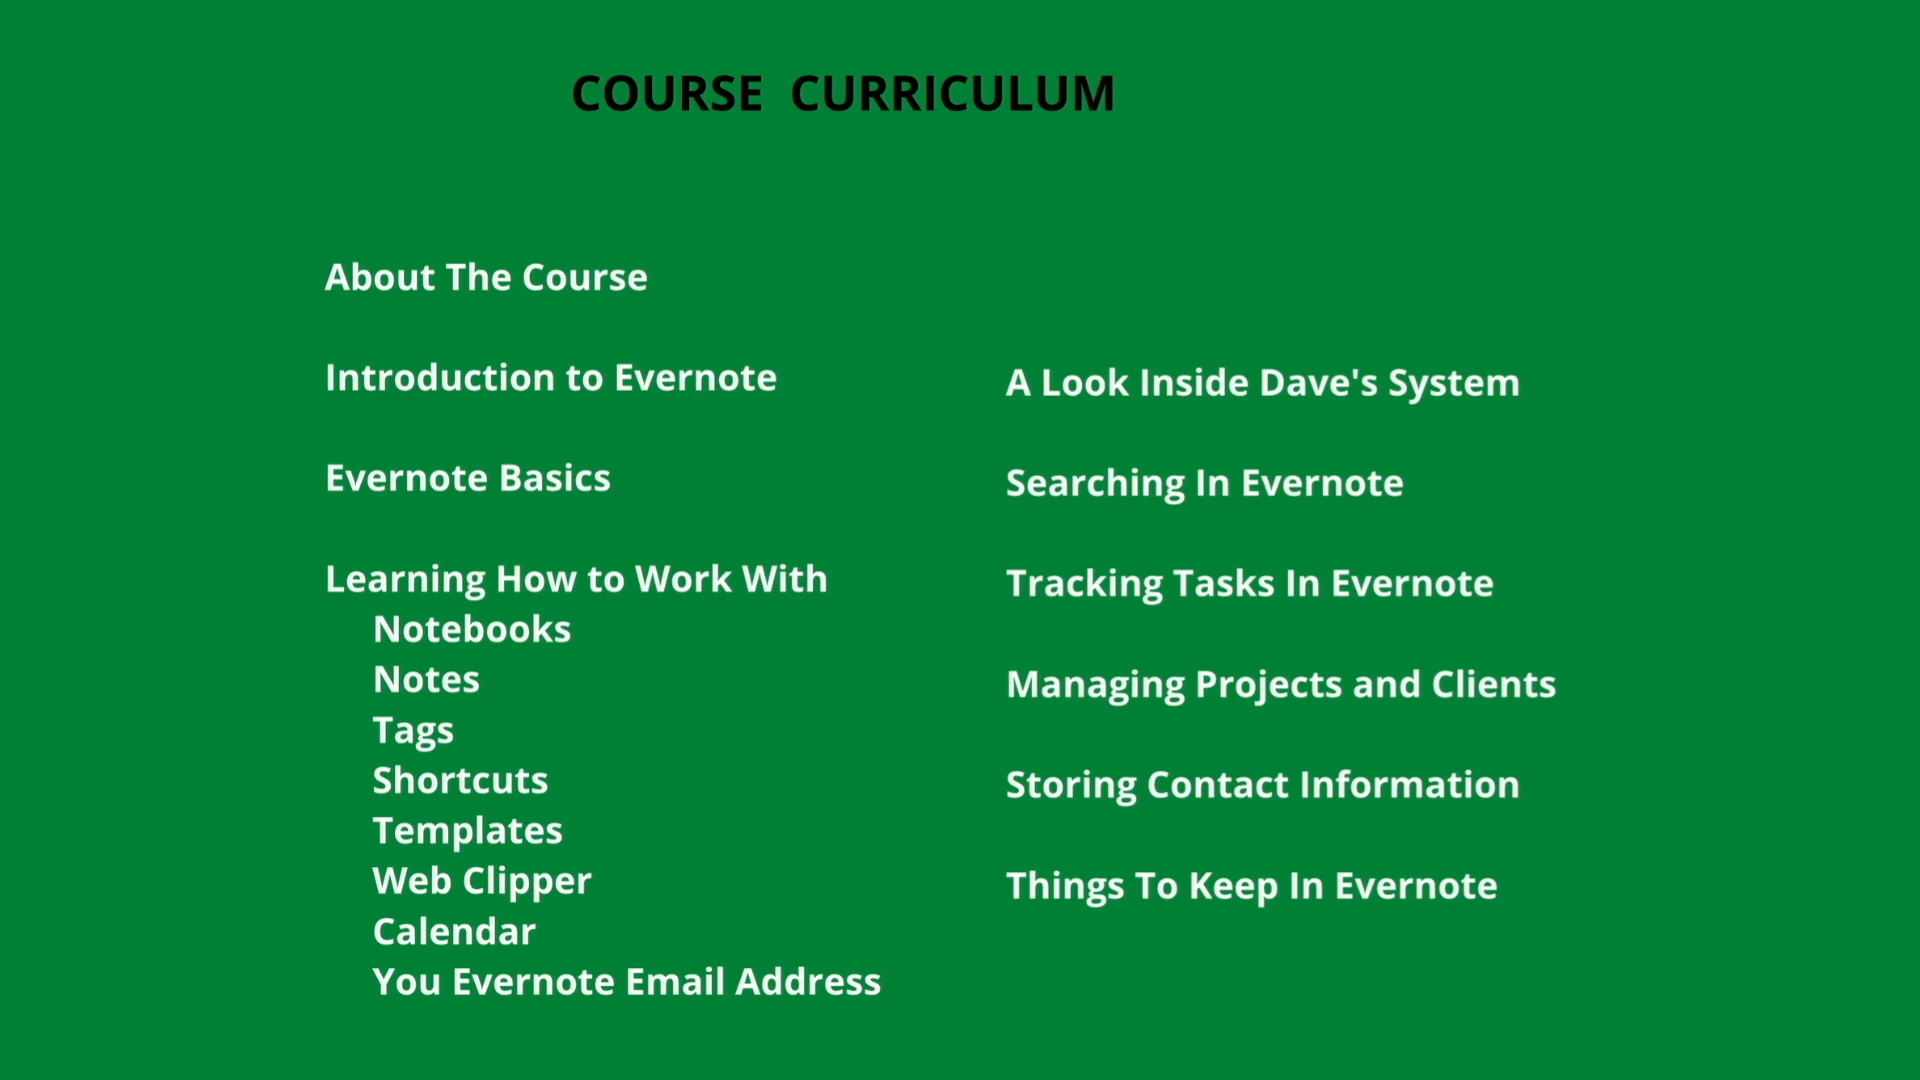 COURSE CURRICULUM
About The Course
Introduction to Evernote
Evernote Basics
Learning How to Work With
Notebooks
Notes
Tags
Shortcuts
Templates
Web Clipper
Calendar
You Evernote Email Address
A Look Inside Dave's System
Searching In Evernote
Tracking Tasks In Evernote
Managing Projects and Clients
Storing Contact Information
Things To Keep In Evernote